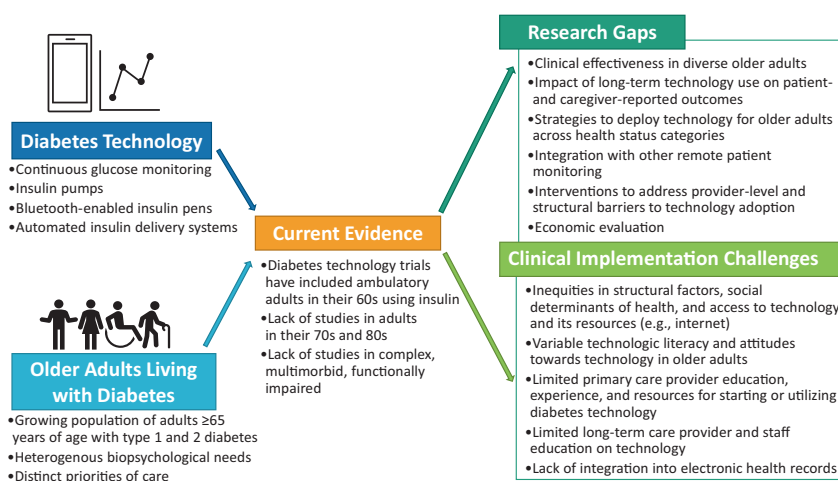 Diabetes Technology
•Continuous glucose monitoring
•Insulin pumps
•Bluetooth-enabled insulin pens
•Automated insulin delivery systems
Older Adults Living
with Diabetes
•Growing population of adults ≥65
years of age with type 1 and 2 diabetes
•Heterogenous biopsychological needs
•Distinct priorities of care
Current Evidence
•Diabetes technology trials
have included ambulatory
adults in their 60s using insulin
•Lack of studies in adults
in their 70s and 80s
•Lack of studies in complex,
multimorbid, functionally
impaired
Research Gaps
•Clinical effectiveness in diverse older adults
•Impact of long-term technology use on patient-
and caregiver-reported outcomes
•Strategies to deploy technology for older adults
across health status categories
•Integration with other remote patient
monitoring
•Interventions to address provider-level and
structural barriers to technology adoption
•Economic evaluation
Clinical Implementation Challenges
•Inequities in structural factors, social
determinants of health, and access to technology
and its resources (e.g., internet)
•Variable technologic literacy and attitudes
towards technology in older adults
•Limited primary care provider education,
experience, and resources for starting or utilizing
diabetes technology
•Limited long-term care provider and staff
education on technology
•Lack of integration into electronic health records